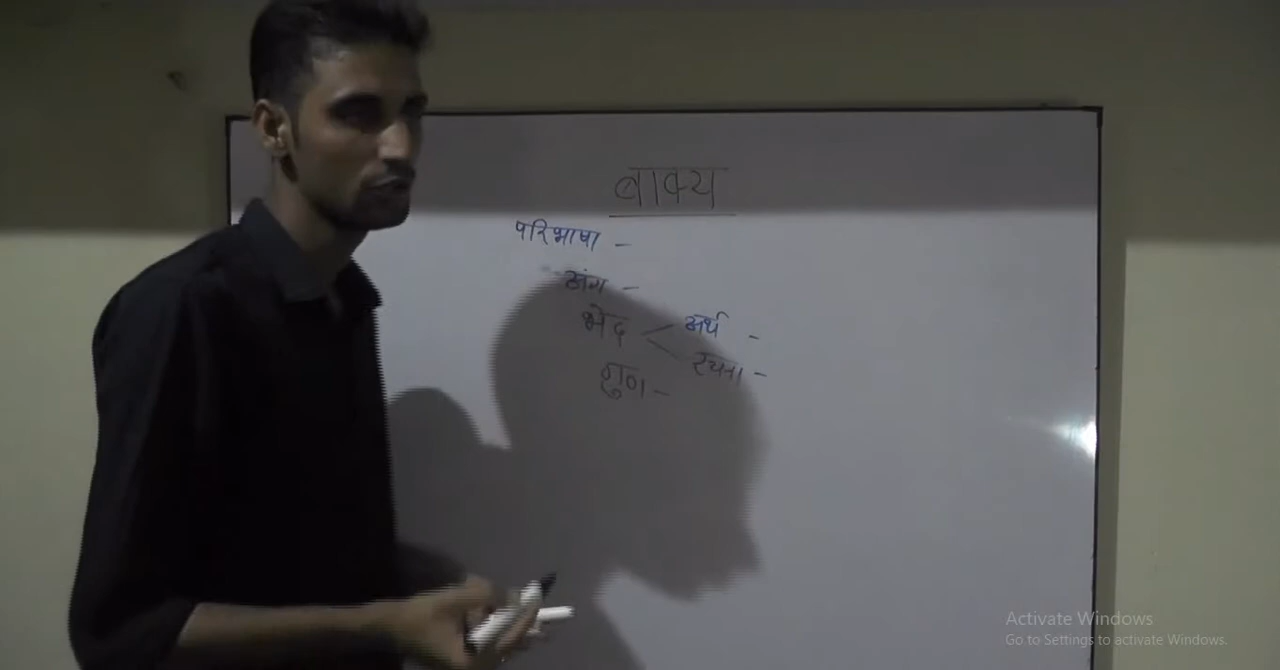 वाक्य
परिभाषा –
अंग –
भेद < अर्थ –
रचना –
गुण –
Activate Windows
Go to Settings to activate Windows.